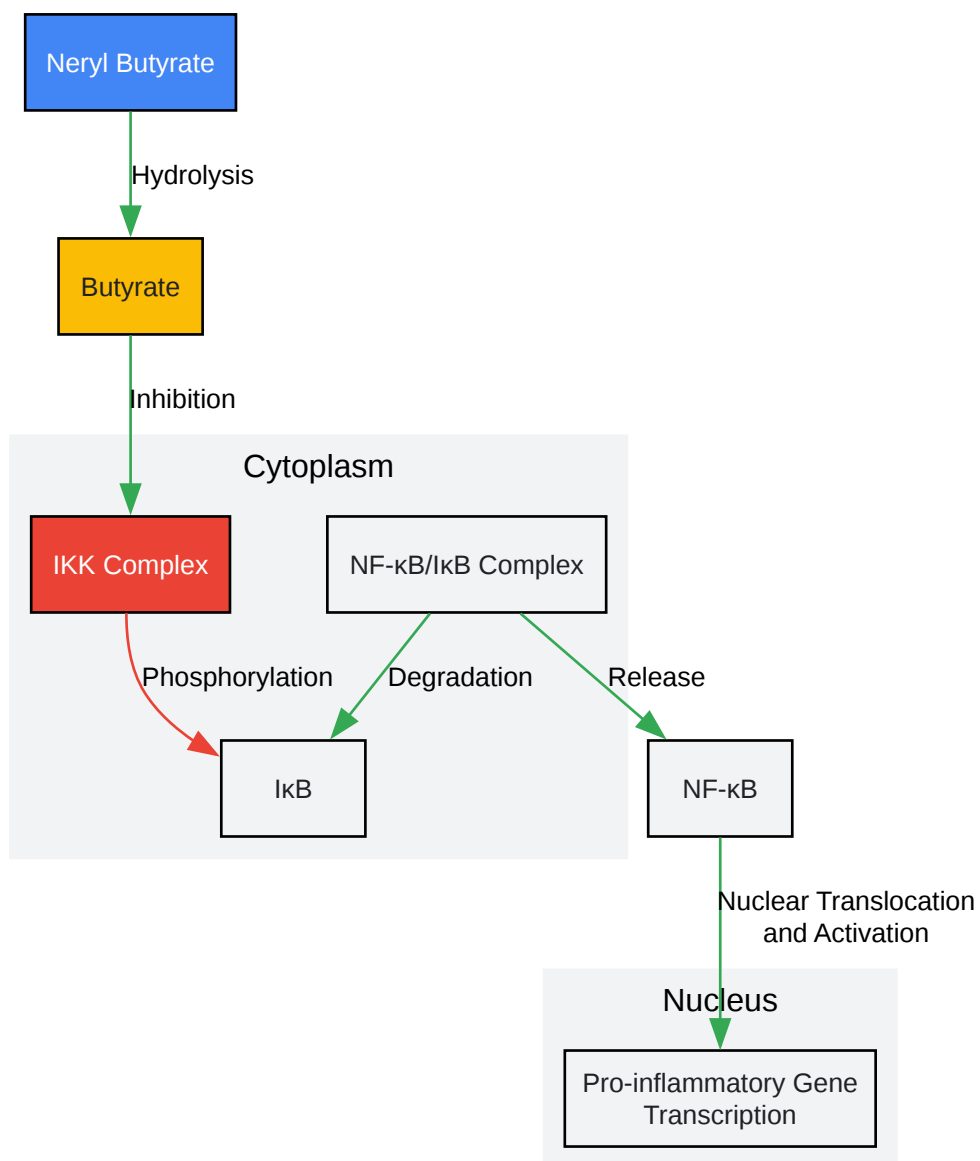 Neryl Butyrate
Hydrolysis
Butyrate
Inhibition
Cytoplasm
IKK Complex
NF-κB/IκB Complex
Phosphorylation
Degradation
Release
IκB
NF-κB
Nuclear Translocation
and Activation
Nucleus
Pro-inflammatory Gene
Transcription